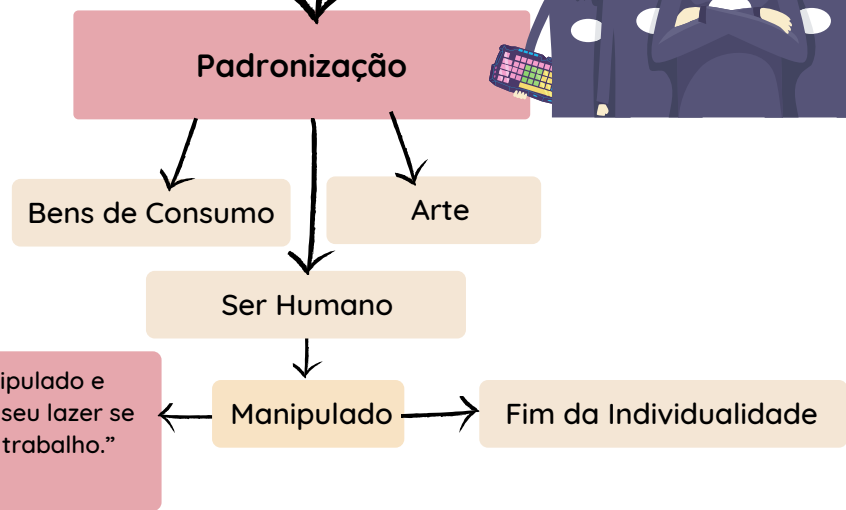 Padronização
Bens de Consumo
Arte
Ser Humano
ipulado e
seu lazer se
trabalho.”
Manipulado
Fim da Individualidade